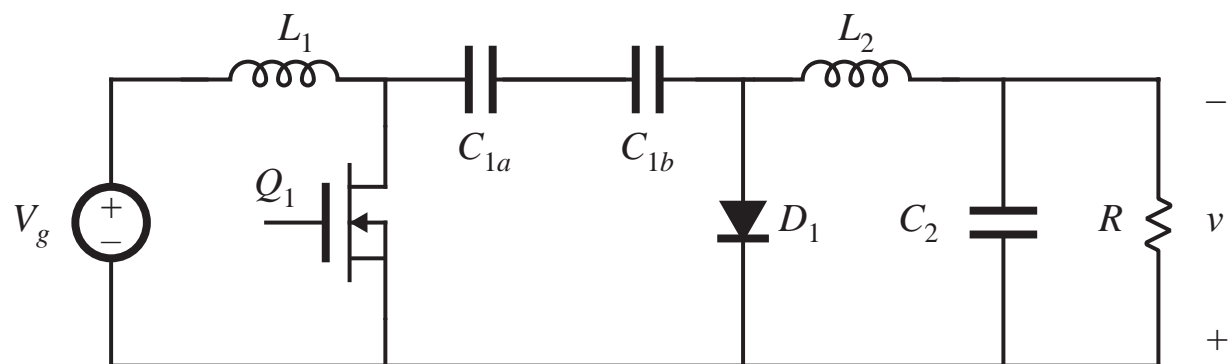 L1
L2
−
C1a
C1b
Q1
Vg
+
−
D1
C2
R
v
+